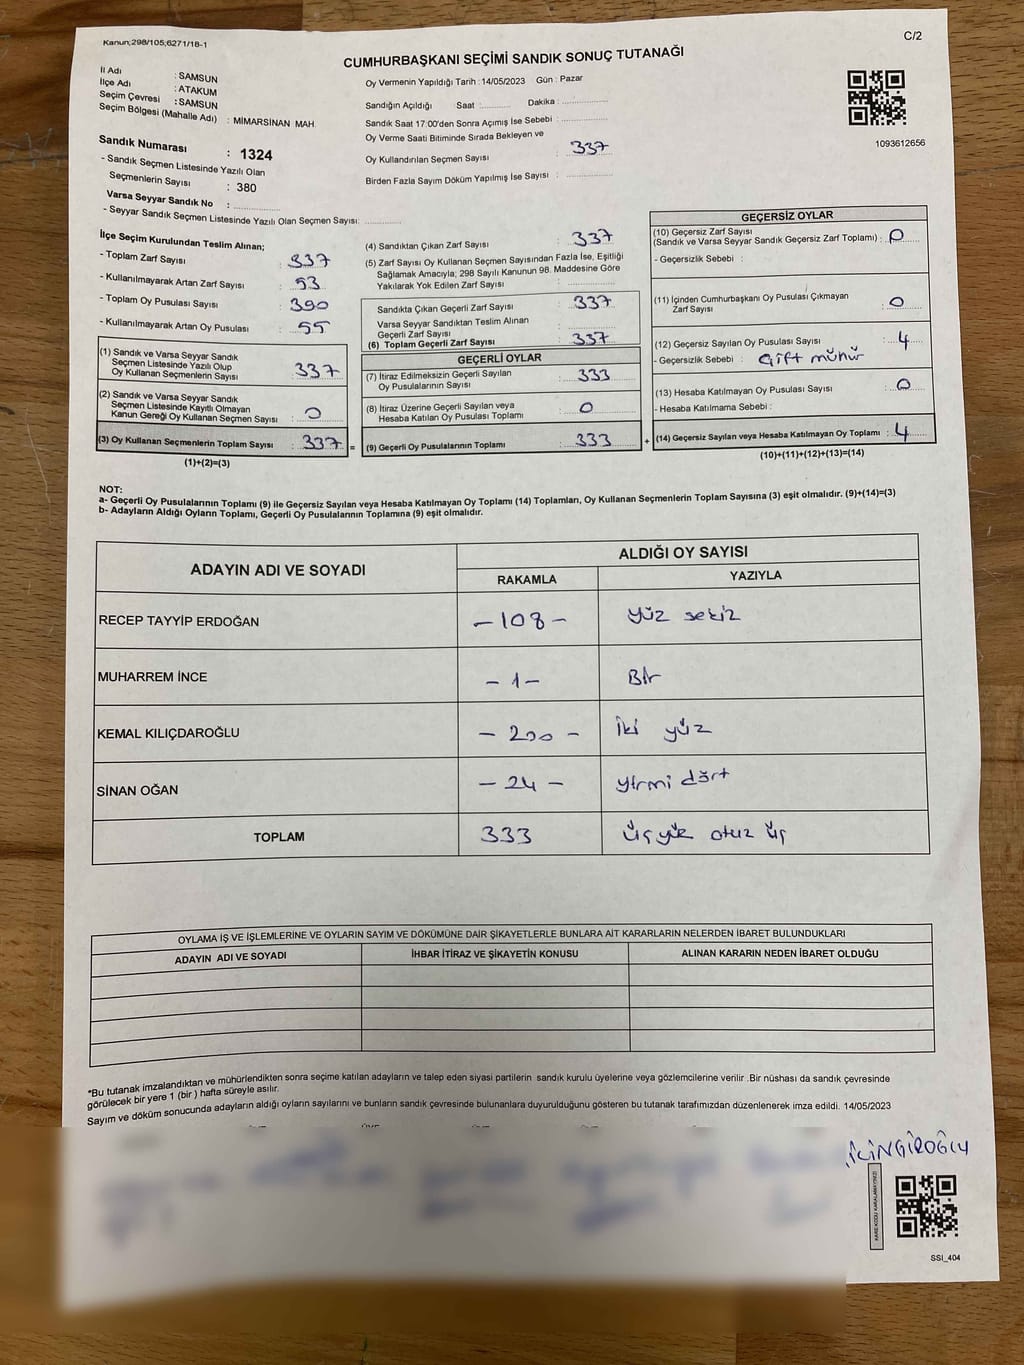 Kanun;298/105;6271/18-1
C/2
CUMHURBAŞKANI SEÇİMİ SANDIK SONUÇ TUTANAĞI
İl Adı : SAMSUN
İlçe Adı : ATAKUM
Seçim Çevresi : SAMSUN
Seçim Bölgesi (Mahalle Adı) : MİMARSİNAN MAH.
Sandık Numarası : 1324
- Sandık Seçmen Listesinde Yazılı Olan
Seçmenlerin Sayısı : 380
Varsa Seyyar Sandık No : ..............
- Seyyar Sandık Seçmen Listesinde Yazılı Olan Seçmen Sayısı: ..............
Oy Vermenin Yapıldığı Tarih : 14/05/2023 Gün : Pazar
Sandığın Açıldığı Saat :.......... Dakika : ..............
Sandık Saat 17:00'den Sonra Açımış İse Sebebi : ..............
Oy Verme Saati Bitiminde Sırada Bekleyen ve
Oy Kullandırılan Seçmen Sayısı : 337
Birden Fazla Sayım Döküm Yapılmış İse Sayısı : ..............
1093612656
İlçe Seçim Kurulundan Teslim Alınan;
- Toplam Zarf Sayısı : 337
- Kullanılmayarak Artan Zarf Sayısı : 53
- Toplam Oy Pusulası Sayısı : 390
- Kullanılmayarak Artan Oy Pusulası : 55
(1) Sandık ve Varsa Seyyar Sandık
Seçmen Listesinde Yazılı Olup
Oy Kullanan Seçmenlerin Sayısı : 337
(2) Sandık ve Varsa Seyyar Sandık
Seçmen Listesinde Kayıtlı Olmayan
Kanun Gereği Oy Kullanan Seçmen Sayısı : 0
(3) Oy Kullanan Seçmenlerin Toplam Sayısı : 337 =
(1)+(2)=(3)
(4) Sandıktan Çıkan Zarf Sayısı : 337
(5) Zarf Sayısı Oy Kullanan Seçmen Sayısından Fazla İse, Eşitliği
Sağlamak Amacıyla; 298 Sayılı Kanunun 98. Maddesine Göre
Yakılarak Yok Edilen Zarf Sayısı : ..............
Sandıkta Çıkan Geçerli Zarf Sayısı : 337
Varsa Seyyar Sandıktan Teslim Alınan
Geçerli Zarf Sayısı : ..............
(6) Toplam Geçerli Zarf Sayısı : 337
GEÇERLİ OYLAR
(7) İtiraz Edilmeksizin Geçerli Sayılan
Oy Pusulalarının Sayısı : 333
(8) İtiraz Üzerine Geçerli Sayılan veya
Hesaba Katılan Oy Pusulası Toplamı : 0
(9) Geçerli Oy Pusulalarının Toplamı : 333 +
GEÇERSİZ OYLAR
(10) Geçersiz Zarf Sayısı
(Sandık ve Varsa Seyyar Sandık Geçersiz Zarf Toplamı) : 0
- Geçersizlik Sebebi :
(11) İçinden Cumhurbaşkanı Oy Pusulası Çıkmayan
Zarf Sayısı : 0
(12) Geçersiz Sayılan Oy Pusulası Sayısı : 4
- Geçersizlik Sebebi : Çift mühür
(13) Hesaba Katılmayan Oy Pusulası Sayısı : 0
- Hesaba Katılmama Sebebi :
(14) Geçersiz Sayılan veya Hesaba Katılmayan Oy Toplamı : 4
(10)+(11)+(12)+(13)=(14)
NOT:
a- Geçerli Oy Pusulalarının Toplamı (9) ile Geçersiz Sayılan veya Hesaba Katılmayan Oy Toplamı (14) Toplamları, Oy Kullanan Seçmenlerin Toplam Sayısına (3) eşit olmalıdır. (9)+(14)=(3)
b- Adayların Aldığı Oyların Toplamı, Geçerli Oy Pusulalarının Toplamına (9) eşit olmalıdır.
ADAYIN ADI VE SOYADI ALDIĞI OY SAYISI
RAKAMLA YAZIYLA
RECEP TAYYİP ERDOĞAN - 108 - yüz sekiz
MUHARREM İNCE - 1 - Bir
KEMAL KILIÇDAROĞLU - 200 - iki yüz
SİNAN OĞAN - 24 - yirmi dört
TOPLAM 333 üçyüz otuz üç
OYLAMA İŞ VE İŞLEMLERİNE VE OYLARIN SAYIM VE DÖKÜMÜNE DAİR ŞİKAYETLERLE BUNLARA AİT KARARLARIN NELERDEN İBARET BULUNDUKLARI
ADAYIN ADI VE SOYADI İHBAR İTİRAZ VE ŞİKAYETİN KONUSU ALINAN KARARIN NEDEN İBARET OLDUĞU
*Bu tutanak imzalandıktan ve mühürlendikten sonra seçime katılan adayların ve talep eden siyasi partilerin sandık kurulu üyelerine veya gözlemcilerine verilir .Bir nüshası da sandık çevresinde
görülecek bir yere 1 (bir ) hafta süreyle asılır.
Sayım ve döküm sonucunda adayların aldığı oyların sayılarını ve bunların sandık çevresinde bulunanlara duyurulduğunu gösteren bu tutanak tarafımızdan düzenlenerek imza edildi. 14/05/2023
KARE KODU KARALAMAYINIZ!
SSI_404